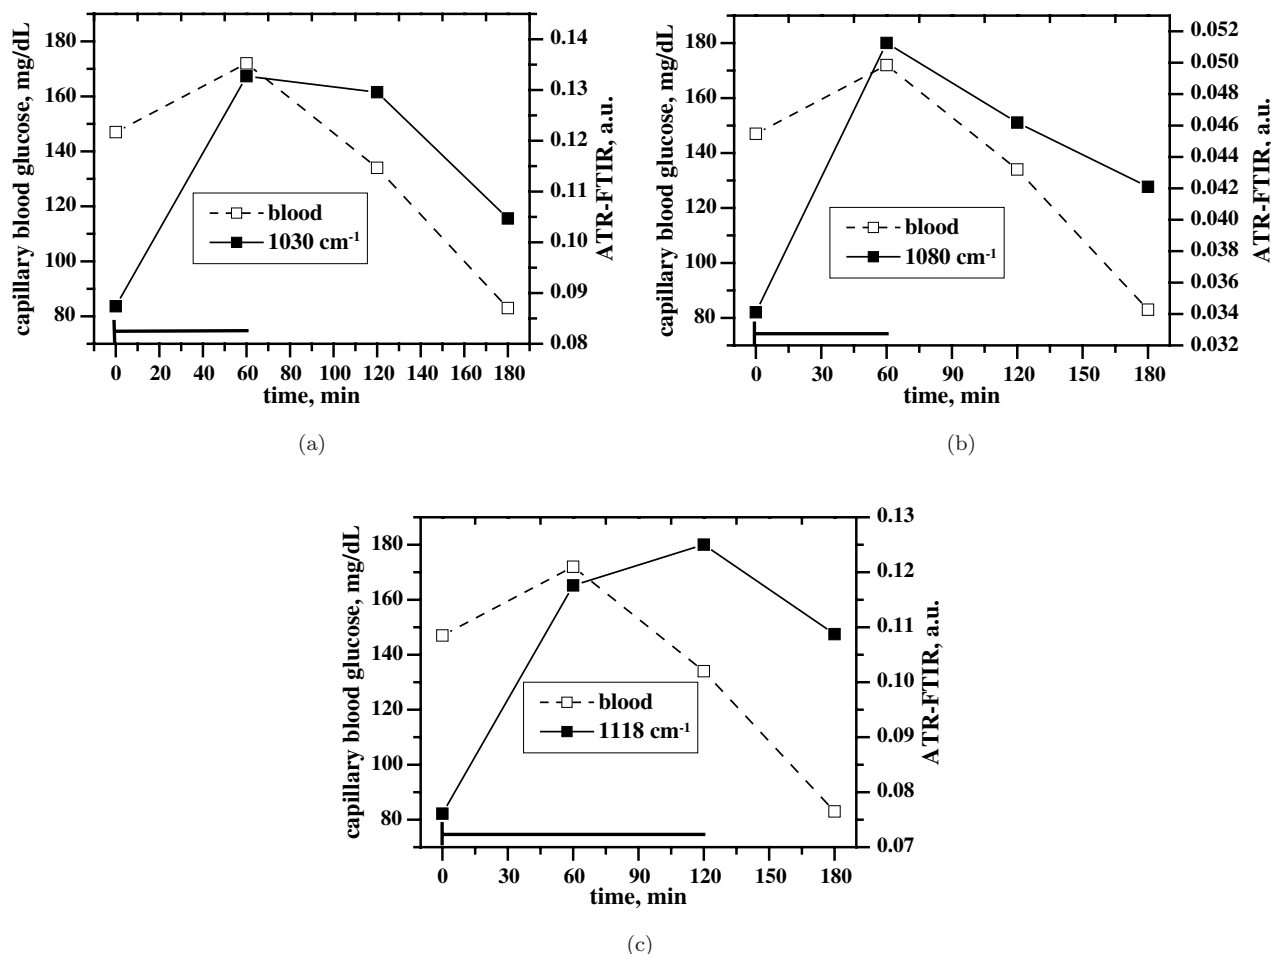 capillary blood glucose, mg/dL
180
160
140
120
100
80
0.14
0.13
0.12
0.11
0.10
0.09
0.08
ATR-FTIR, a.u.
blood
1030 cm⁻¹
0 20 40 60 80 100 120 140 160 180
time, min
(a)
capillary blood glucose, mg/dL
180
160
140
120
100
80
0.052
0.050
0.048
0.046
0.044
0.042
0.040
0.038
0.036
0.034
0.032
ATR-FTIR, a.u.
blood
1080 cm⁻¹
0 30 60 90 120 150 180
time, min
(b)
capillary blood glucose, mg/dL
180
160
140
120
100
80
0.13
0.12
0.11
0.10
0.09
0.08
0.07
ATR-FTIR, a.u.
blood
1118 cm⁻¹
0 30 60 90 120 150 180
time, min
(c)